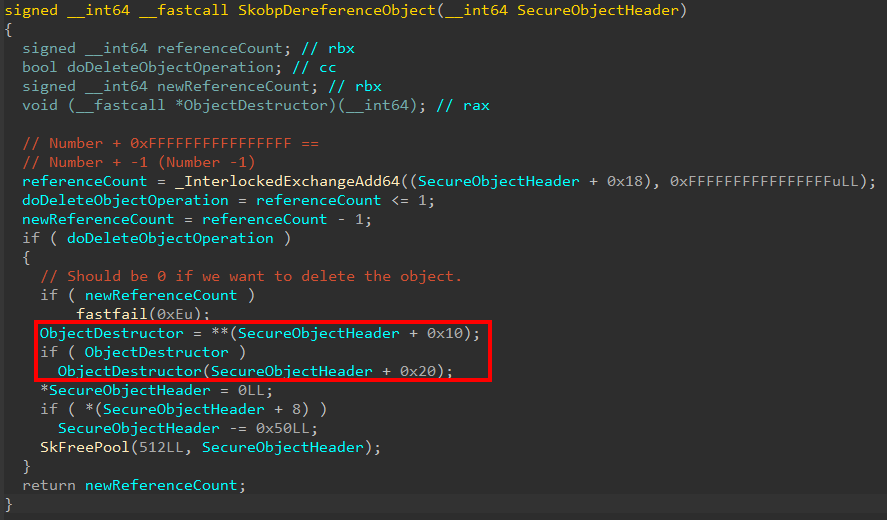 signed __int64 __fastcall SkobpDereferenceObject(__int64 SecureObjectHeader)
{
signed __int64 referenceCount; // rbx
bool doDeleteObjectOperation; // cc
signed __int64 newReferenceCount; // rbx
void (__fastcall *ObjectDestructor)(__int64); // rax
// Number + 0xFFFFFFFFFFFFFFFF ==
// Number + -1 (Number -1)
referenceCount = _InterlockedExchangeAdd64((SecureObjectHeader + 0x18), 0xFFFFFFFFFFFFFFFFuLL);
doDeleteObjectOperation = referenceCount <= 1;
newReferenceCount = referenceCount - 1;
if ( doDeleteObjectOperation )
{
// Should be 0 if we want to delete the object.
if ( newReferenceCount )
__fastfail(0xEu);
ObjectDestructor = **(SecureObjectHeader + 0x10);
if ( ObjectDestructor )
ObjectDestructor(SecureObjectHeader + 0x20);
*SecureObjectHeader = 0LL;
if ( *(SecureObjectHeader + 8) )
SecureObjectHeader -= 0x50LL;
SkFreePool(512LL, SecureObjectHeader);
}
return newReferenceCount;
}